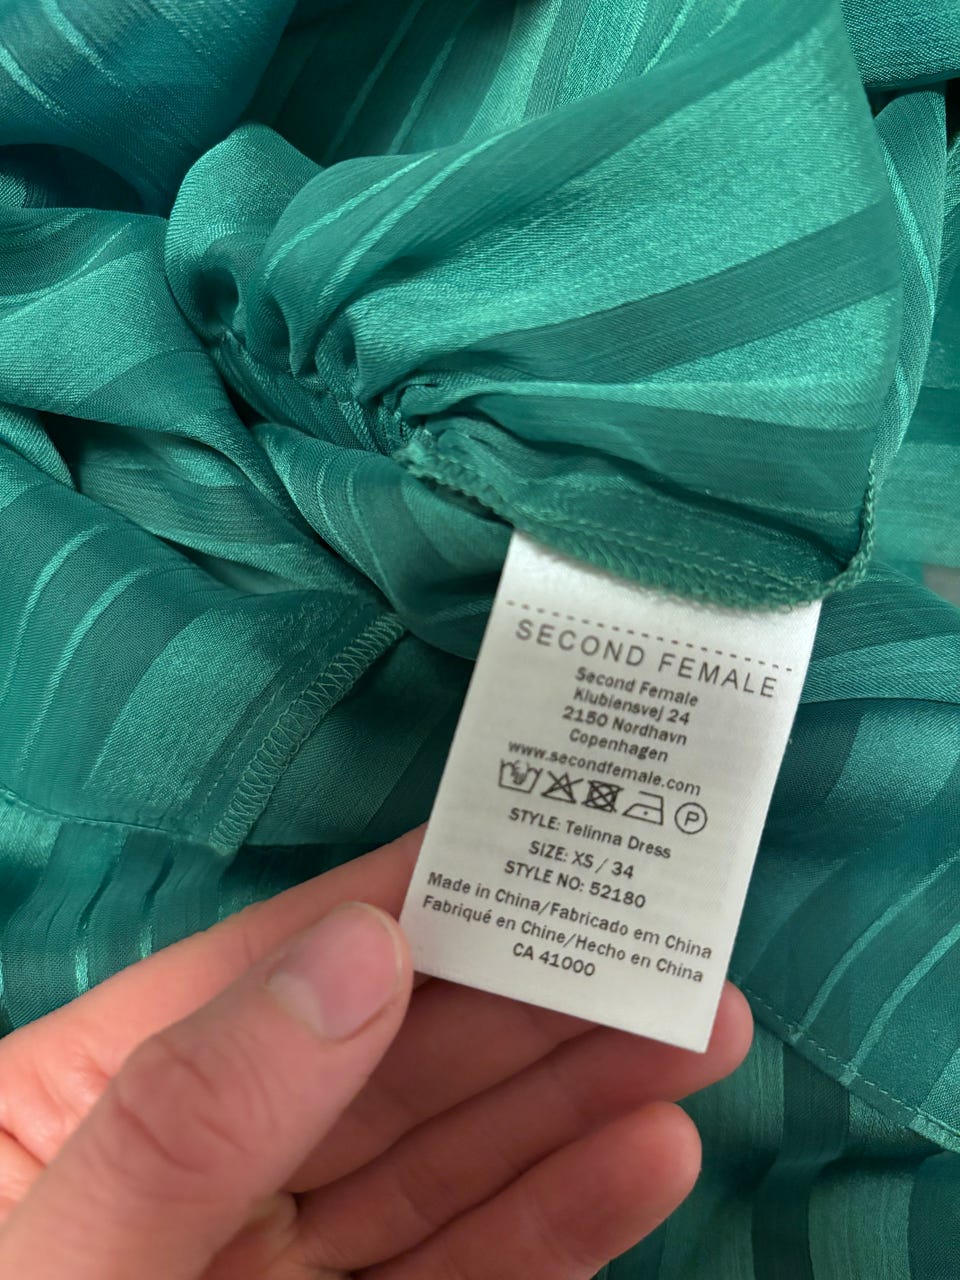 SECOND FEMALE
Second Female
Klubiensvej 24
2150 Nordhavn
Copenhagen
www.secondfemale.com
P
STYLE: Telinna Dress
SIZE: XS / 34
STYLE NO: 52180
Made in China/Fabricado em China
Fabriqué en Chine/Hecho en China
CA 41000